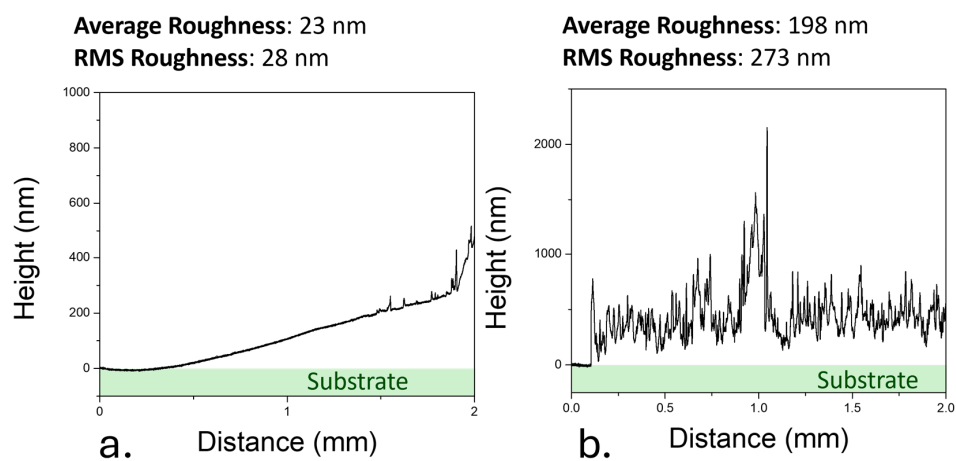 Average Roughness: 23 nm
RMS Roughness: 28 nm
1000
800
600
400
200
0
Height (nm)
Substrate
0
1
2
a.
Distance (mm)
Average Roughness: 198 nm
RMS Roughness: 273 nm
2000
1000
0
Height (nm)
Substrate
0.0
0.5
1.0
1.5
2.0
b.
Distance (mm)